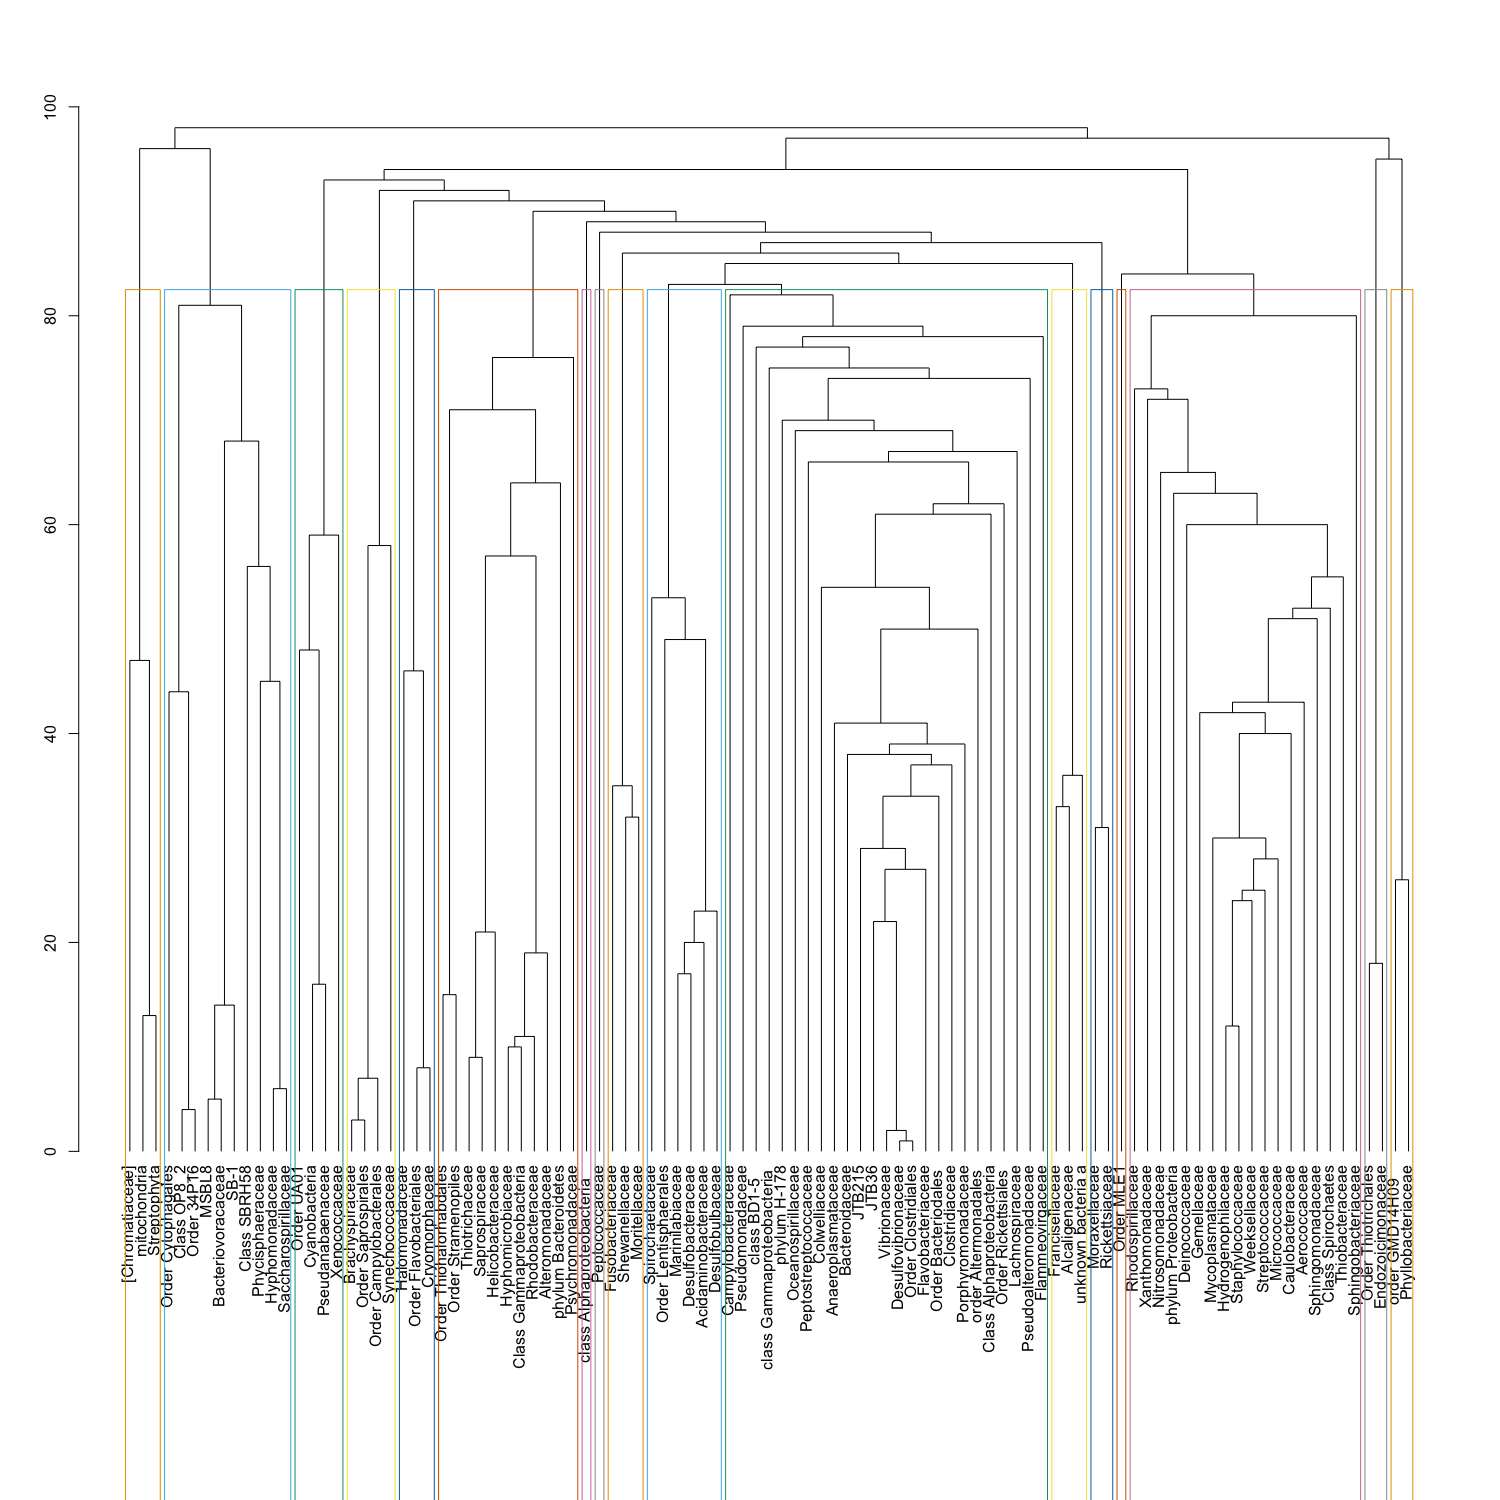 100
80
60
40
20
0
[Chromatiaceae]
mitochondria
Streptophyta
Order Cytophagales
Class OP8_2
Order 34P16
MSBL8
Bacteriovoracaceae
SB-1
Class SBRH58
Phycisphaeraceae
Hyphomonadaceae
Saccharospirillaceae
Order UA01
Cyanobacteria
Pseudanabaenaceae
Xenococcaceae
Brachyspiraceae
Order Saprospirales
Order Campylobacterales
Synechococcaceae
Halomonadaceae
Order Flavobacteriales
Cryomorphaceae
Order Thiohalorhabdales
Order Stramenopiles
Thiotrichaceae
Saprospiraceae
Helicobacteraceae
Hyphomicrobiaceae
Class Gammaproteobacteria
Rhodobacteraceae
Alteromonadaceae
phylum Bacteroidetes
Psychromonadaceae
class Alphaproteobacteria
Peptococcaceae
Fusobacteriaceae
Shewanellaceae
Moritellaceae
Spirochaetaceae
Order Lentisphaerales
Marinilabiaceae
Desulfobacteraceae
Acidaminobacteraceae
Desulfobulbaceae
Campylobacteraceae
Pseudomonadaceae
class BD1-5
class Gammaproteobacteria
phylum H-178
Oceanospirillaceae
Peptostreptococcaceae
Colwelliaceae
Anaeroplasmataceae
Bacteroidaceae
JTB215
JTB36
Vibrionaceae
Desulfovibrionaceae
Order Clostridiales
Flavobacteriaceae
Order Bacteriodales
Clostridiaceae
Porphyromonadaceae
order Altermonadales
Class Alphaproteobacteria
Order Rickettsiales
Lachnospiraceae
Pseudoalteromonadaceae
Flammeovirgaceae
Francisellaceae
Alcaligenaceae
unknown bacteria a
Moraxellaceae
Rickettsiaceae
Order MLE1
Rhodospirillaceae
Xanthomonadaceae
Nitrosomonadaceae
phylum Proteobacteria
Deinococcaceae
Gemellaceae
Mycoplasmataceae
Hydrogenophilaceae
Staphylococcaceae
Weeksellaceae
Streptococcaceae
Micrococcaceae
Caulobacteraceae
Aerococcaceae
Sphingomondaceae
Class Spirochaetes
Thiobacteraceae
Sphingobacteriaceae
Order Thiotrichales
Endozoicimonaceae
order GMD14H09
Phyllobacteriaceae